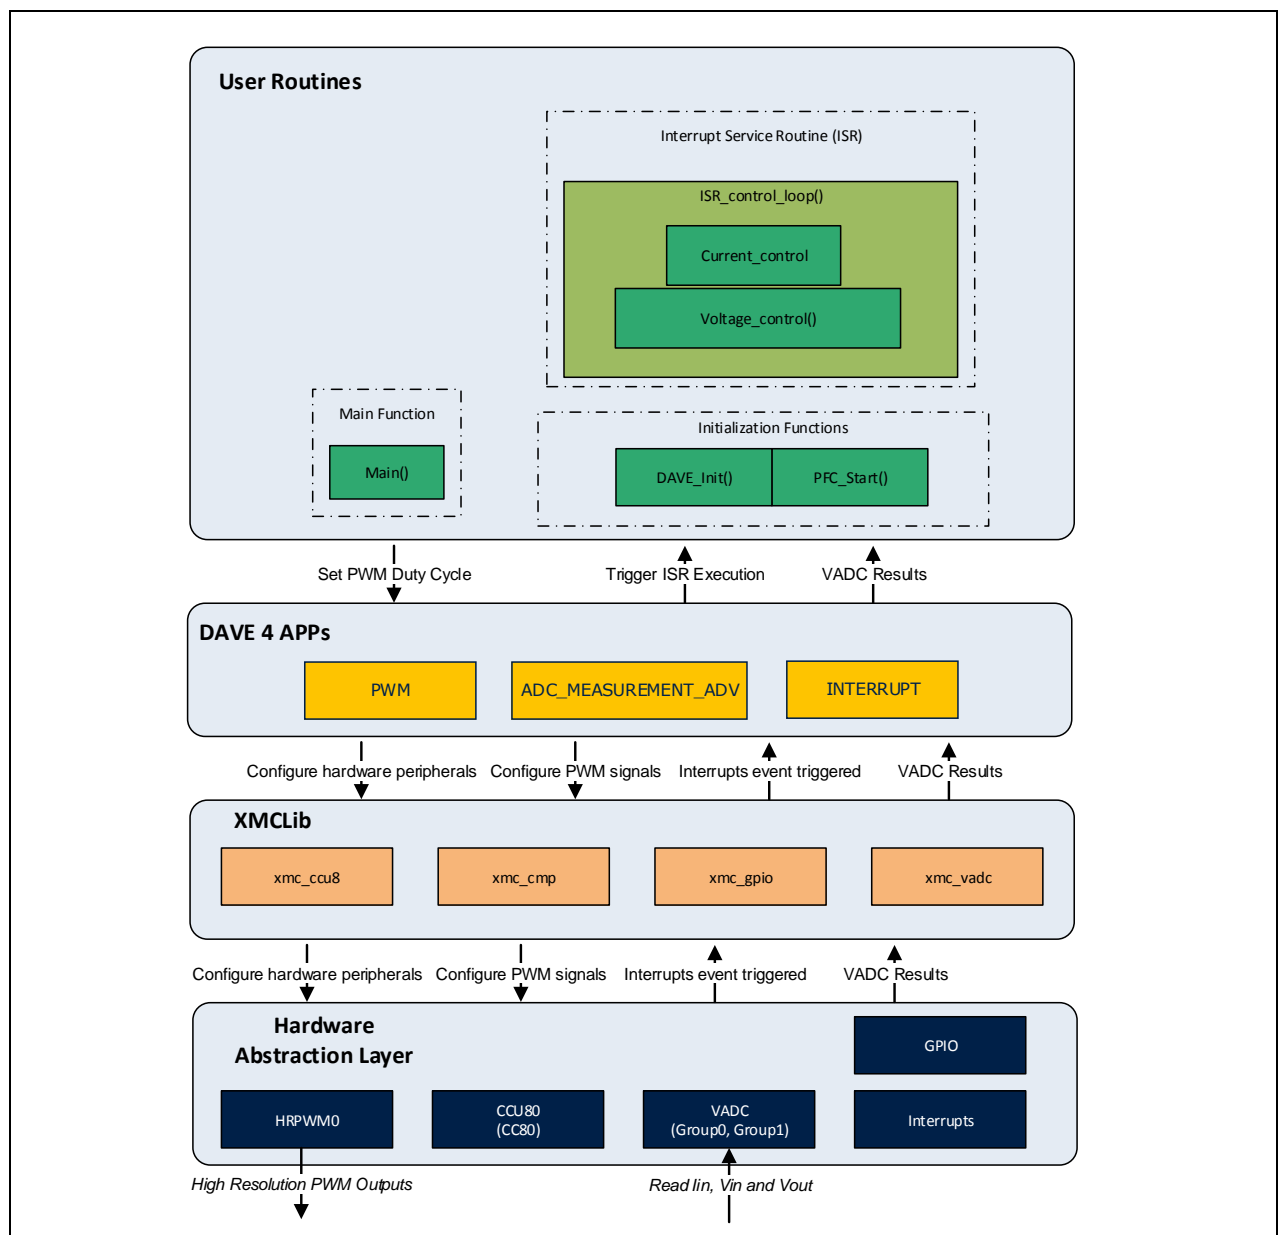 User Routines
Interrupt Service Routine (ISR)
ISR_control_loop()
Current_control
Voltage_control()
Main Function
Main()
Initialization Functions
DAVE_Init()
PFC_Start()
Set PWM Duty Cycle
Trigger ISR Execution
VADC Results
DAVE 4 APPs
PWM
ADC_MEASUREMENT_ADV
INTERRUPT
Configure hardware peripherals
Configure PWM signals
Interrupts event triggered
VADC Results
XMCLib
xmc_ccu8
xmc_cmp
xmc_gpio
xmc_vadc
Configure hardware peripherals
Configure PWM signals
Interrupts event triggered
VADC Results
Hardware
Abstraction Layer
GPIO
HRPWM0
CCU80
(CC80)
VADC
(Group0, Group1)
Interrupts
High Resolution PWM Outputs
Read Iin, Vin and Vout